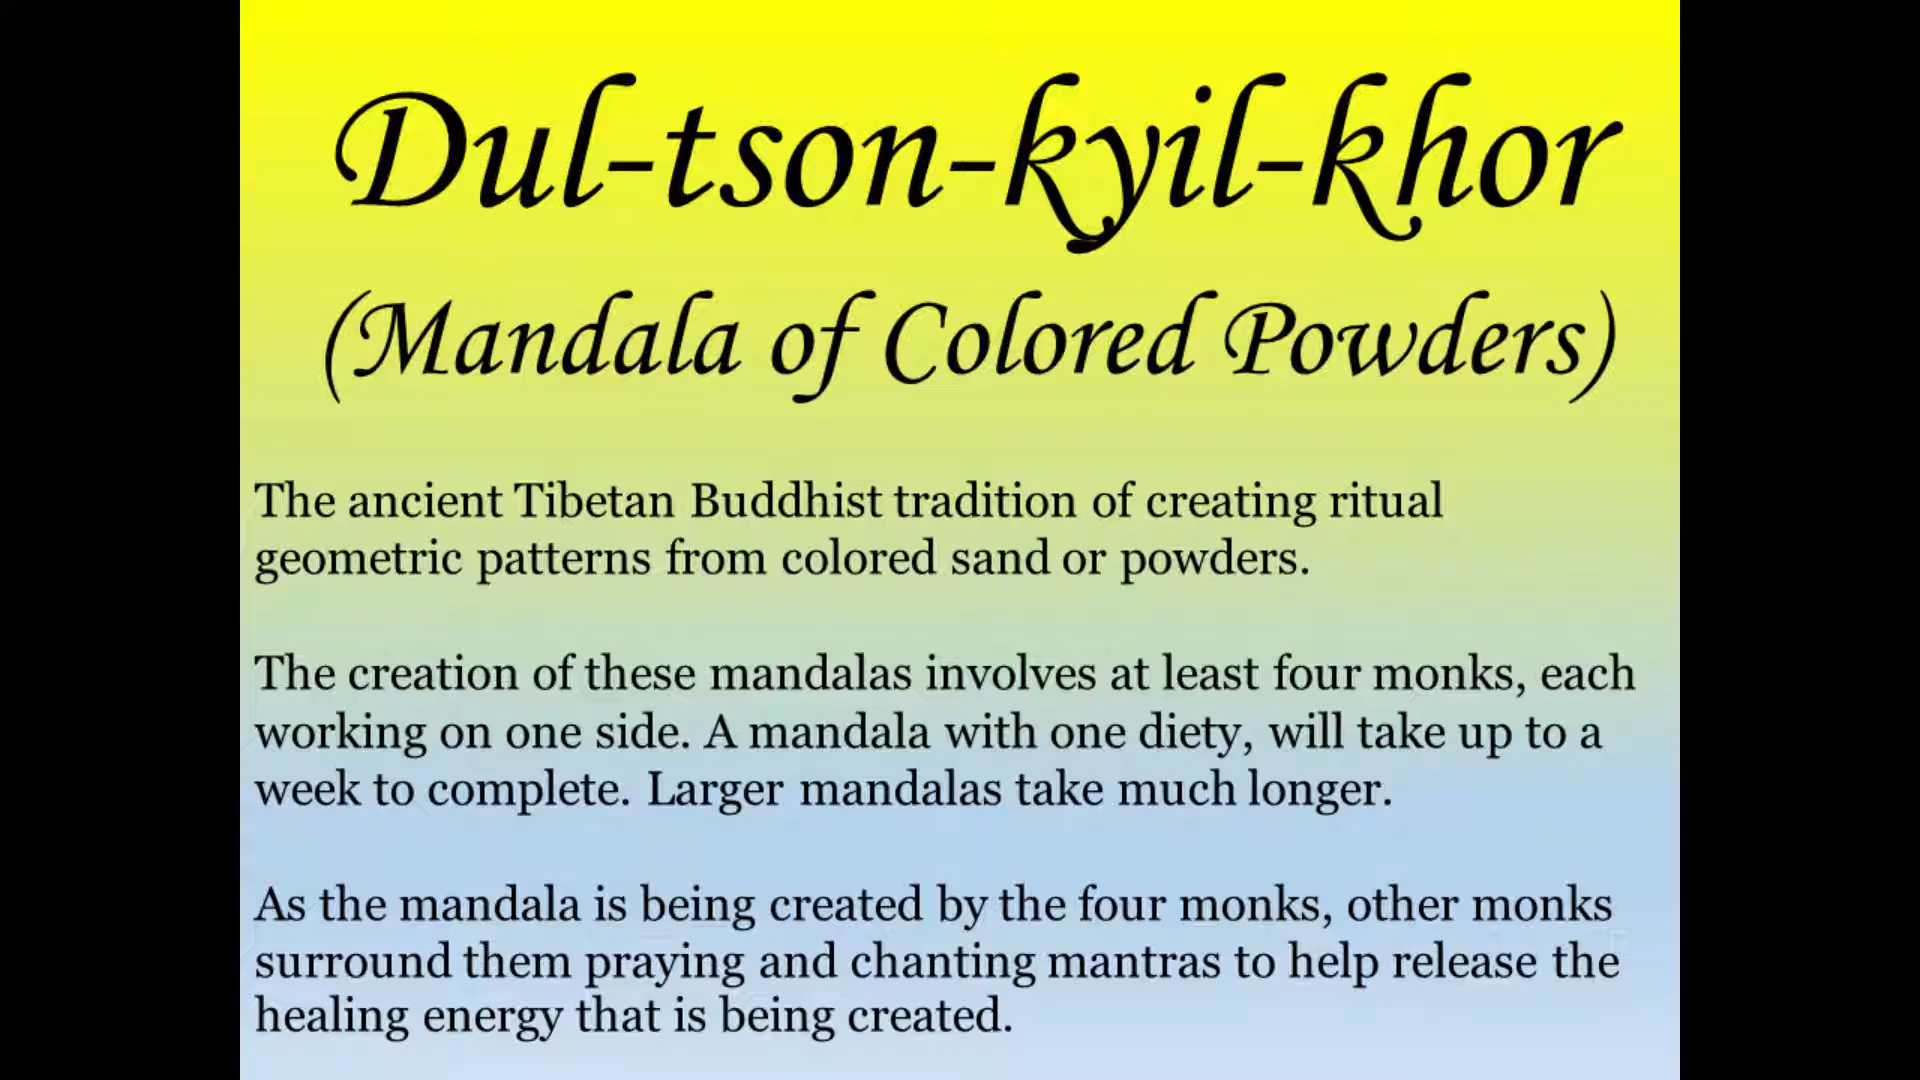 Dul-tson-kyil-khor
(Mandala of Colored Powders)
The ancient Tibetan Buddhist tradition of creating ritual
geometric patterns from colored sand or powders.
The creation of these mandalas involves at least four monks, each
working on one side. A mandala with one diety, will take up to a
week to complete. Larger mandalas take much longer.
As the mandala is being created by the four monks, other monks
surround them praying and chanting mantras to help release the
healing energy that is being created.